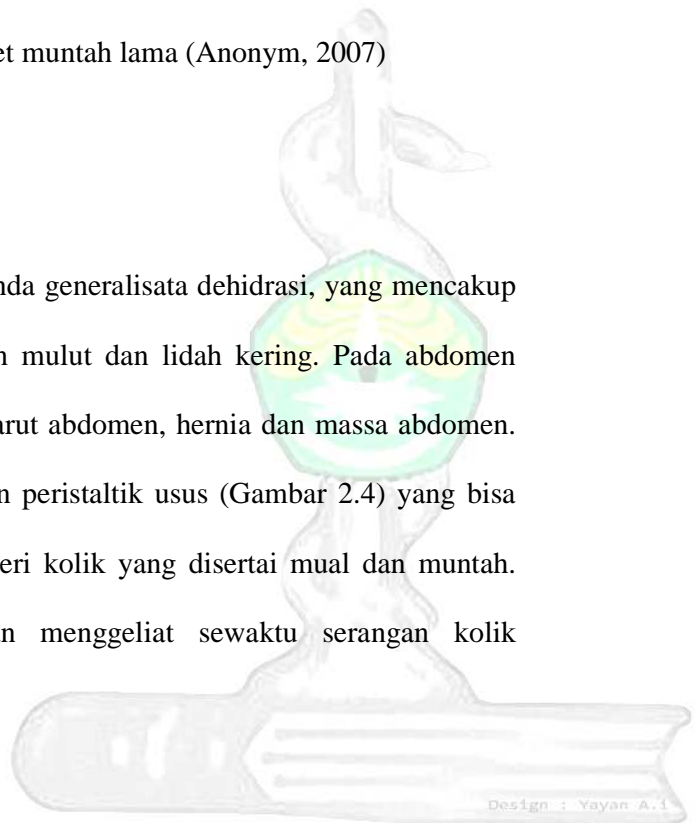 et muntah lama (Anonym, 2007)
nda generalisata dehidrasi, yang mencakup
n mulut dan lidah kering. Pada abdomen
arut abdomen, hernia dan massa abdomen.
n peristaltik usus (Gambar 2.4) yang bisa
eri kolik yang disertai mual dan muntah.
n menggeliat sewaktu serangan kolik
Design : Yayan A.i